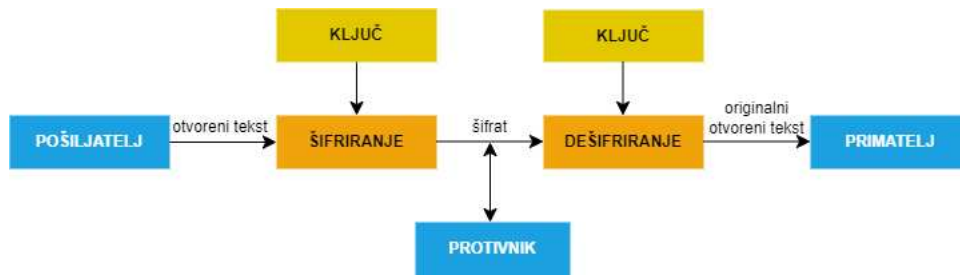 KLJUČ
KLJUČ
POŠILJATELJ
otvoreni tekst
ŠIFRIRANJE
šifrat
DEŠIFRIRANJE
originalni
otvoreni tekst
PRIMATELJ
PROTIVNIK